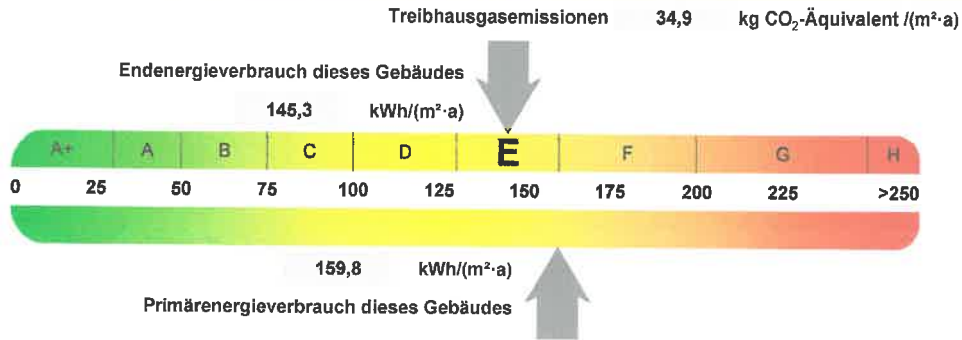 Treibhausgasemissionen 34,9 kg CO₂-Äquivalent /(m²·a)
Endenergieverbrauch dieses Gebäudes
145,3 kWh/(m²·a)
A+ A B C D E F G H
0 25 50 75 100 125 150 175 200 225 >250
159,8 kWh/(m²·a)
Primärenergieverbrauch dieses Gebäudes